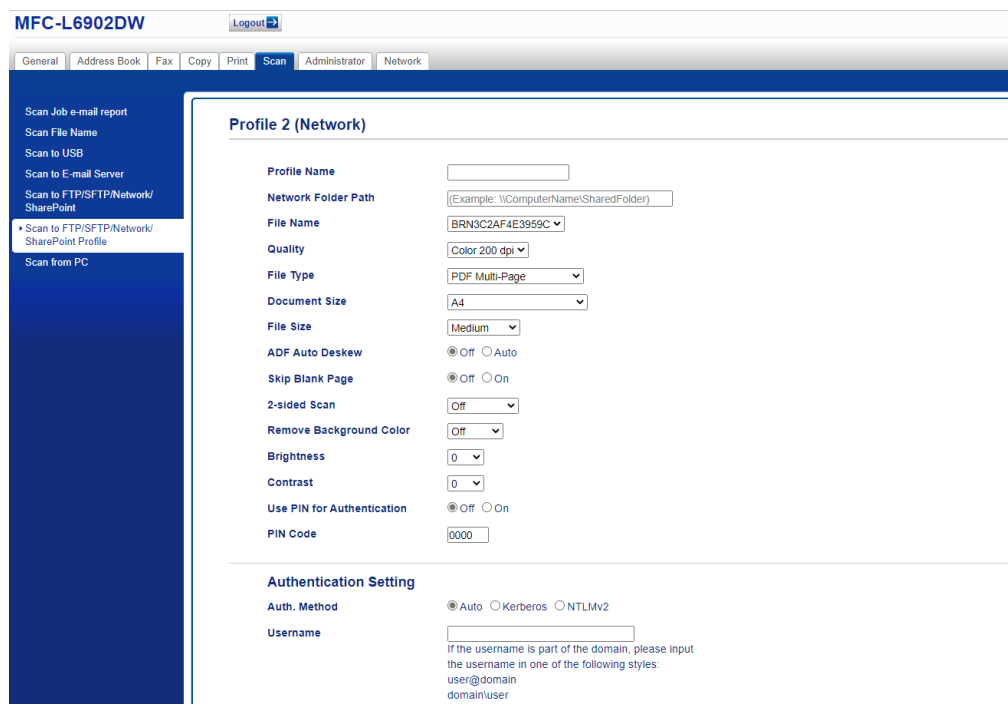 MFC-L6902DW
Logout
General Address Book Fax Copy Print Scan Administrator Network
Scan Job e-mail report
Scan File Name
Scan to USB
Scan to E-mail Server
Scan to FTP/SFTP/Network/
SharePoint
Scan to FTP/SFTP/Network/
SharePoint Profile
Scan from PC
Profile 2 (Network)
Profile Name
Network Folder Path (Example: \\ComputerName\SharedFolder)
File Name BRN3C2AF4E3959C
Quality Color 200 dpi
File Type PDF Multi-Page
Document Size A4
File Size Medium
ADF Auto Deskew Off Auto
Skip Blank Page Off On
2-sided Scan Off
Remove Background Color Off
Brightness 0
Contrast 0
Use PIN for Authentication Off On
PIN Code 0000
Authentication Setting
Auth. Method Auto Kerberos NTLMv2
Username
If the username is part of the domain, please input
the username in one of the following styles:
user@domain
domain\user